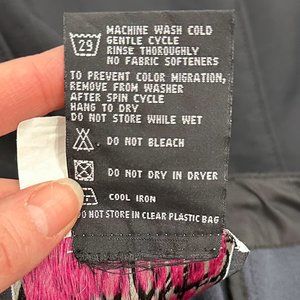 29
MACHINE WASH COLD
GENTLE CYCLE
RINSE THOROUGHLY
NO FABRIC SOFTENERS
TO PREVENT COLOR MIGRATION,
REMOVE FROM WASHER
AFTER SPIN CYCLE
HANG TO DRY
DO NOT STORE WHILE WET
DO NOT BLEACH
DO NOT DRY IN DRYER
COOL IRON
DO NOT STORE IN CLEAR PLASTIC BAG